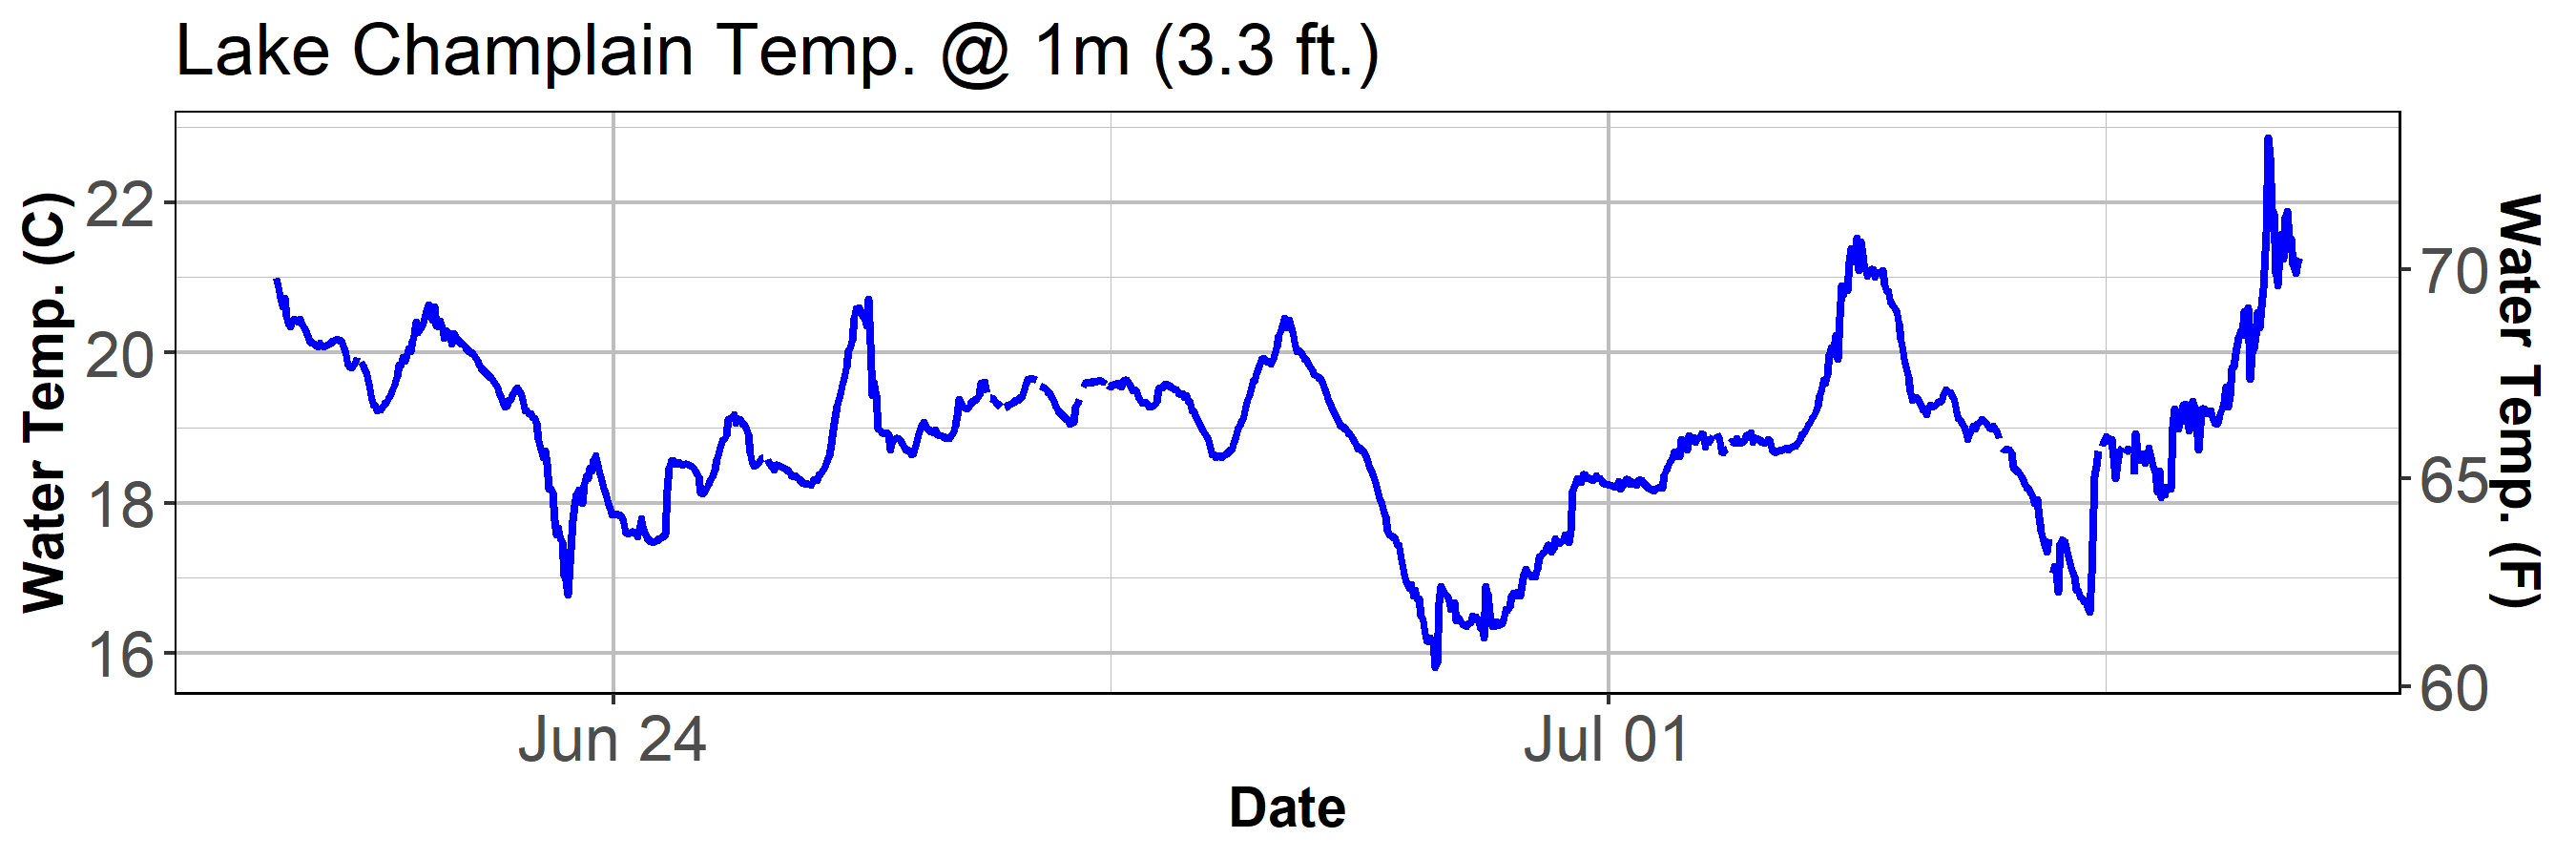 Lake Champlain Temp. @ 1m (3.3 ft.)
Water Temp. (C)
22
20
18
16
70
65
60
Water Temp. (F)
Jun 24
Jul 01
Date